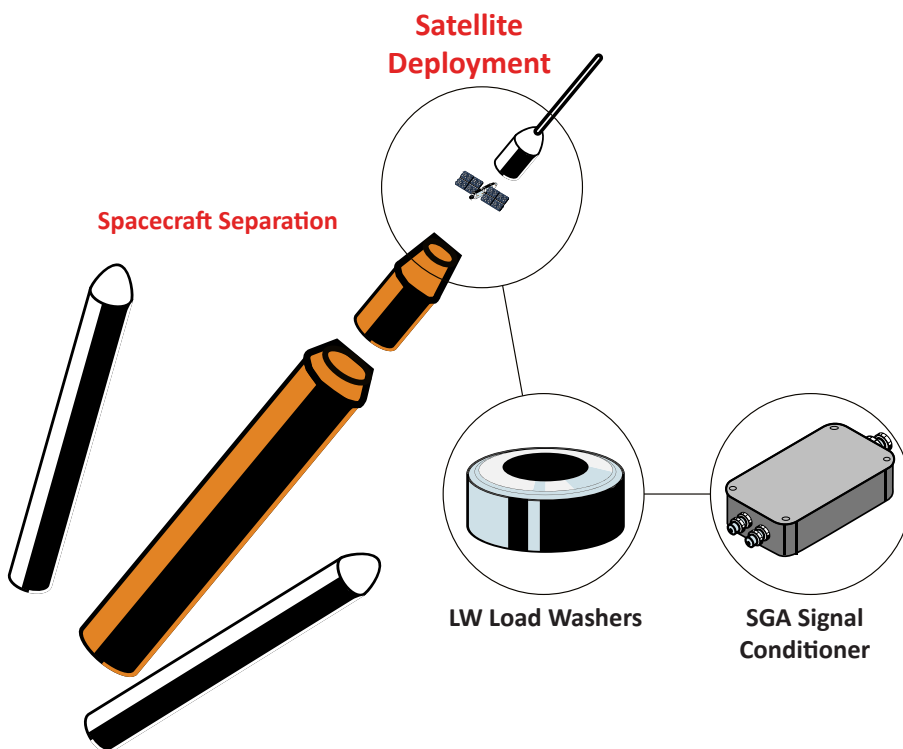 Satellite
Deployment
Spacecraft Separation
LW Load Washers
SGA Signal
Conditioner